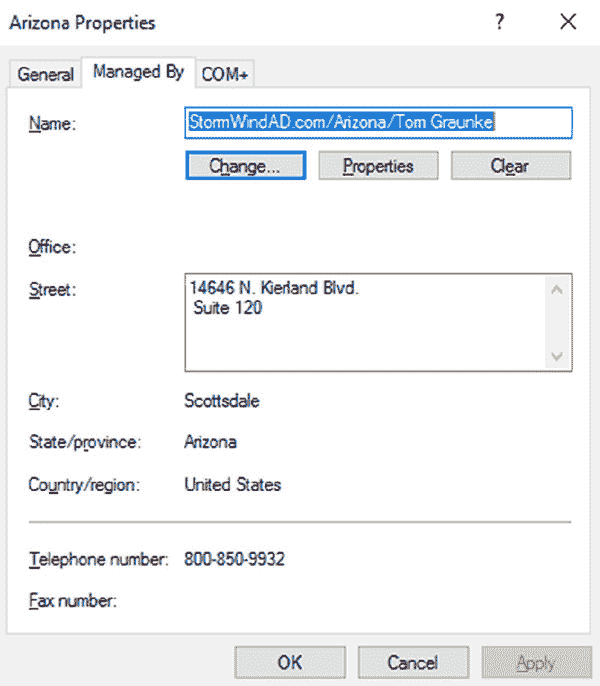 Arizona Properties ? ×
General Managed By COM+
Name: StormWindAD.com/Arizona/Tom Graunke
Change... Properties Clear
Office:
Street: 14646 N. Kierland Blvd.
Suite 120
City: Scottsdale
State/province: Arizona
Country/region: United States
Telephone number: 800-850-9932
Fax number:
OK Cancel Apply